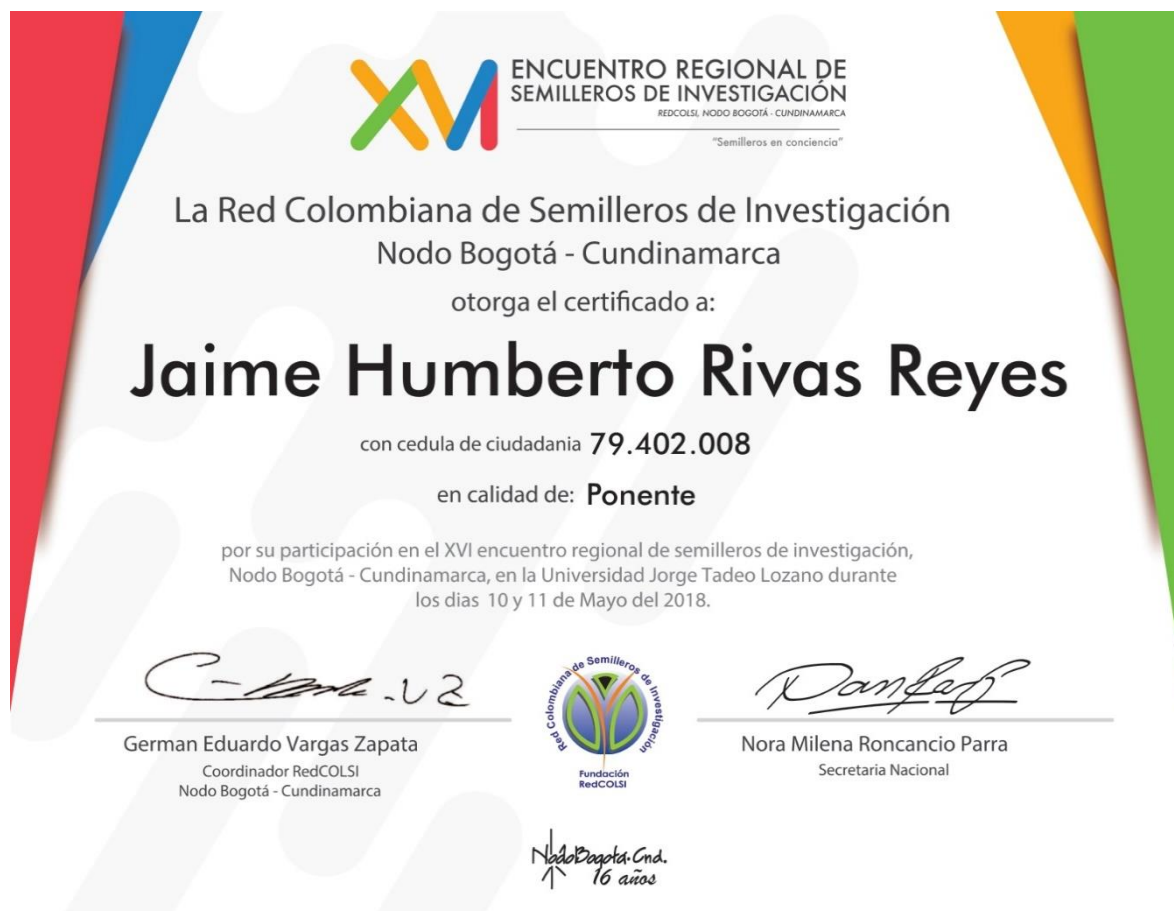 XVI
ENCUENTRO REGIONAL DE
SEMILLEROS DE INVESTIGACIÓN
REDCOLSI, NODO BOGOTÁ - CUNDINAMARCA
"Semilleros en conciencia"
La Red Colombiana de Semilleros de Investigación
Nodo Bogotá - Cundinamarca
otorga el certificado a:
Jaime Humberto Rivas Reyes
con cedula de ciudadania 79.402.008
en calidad de: Ponente
por su participación en el XVI encuentro regional de semilleros de investigación,
Nodo Bogotá - Cundinamarca, en la Universidad Jorge Tadeo Lozano durante
los dias 10 y 11 de Mayo del 2018.
German Eduardo Vargas Zapata
Coordinador RedCOLSI
Nodo Bogotá - Cundinamarca
Red Colombiana de Semilleros de Investigación
Fundación
RedCOLSI
Nora Milena Roncancio Parra
Secretaria Nacional
NodoBogotá-Cnd.
16 años